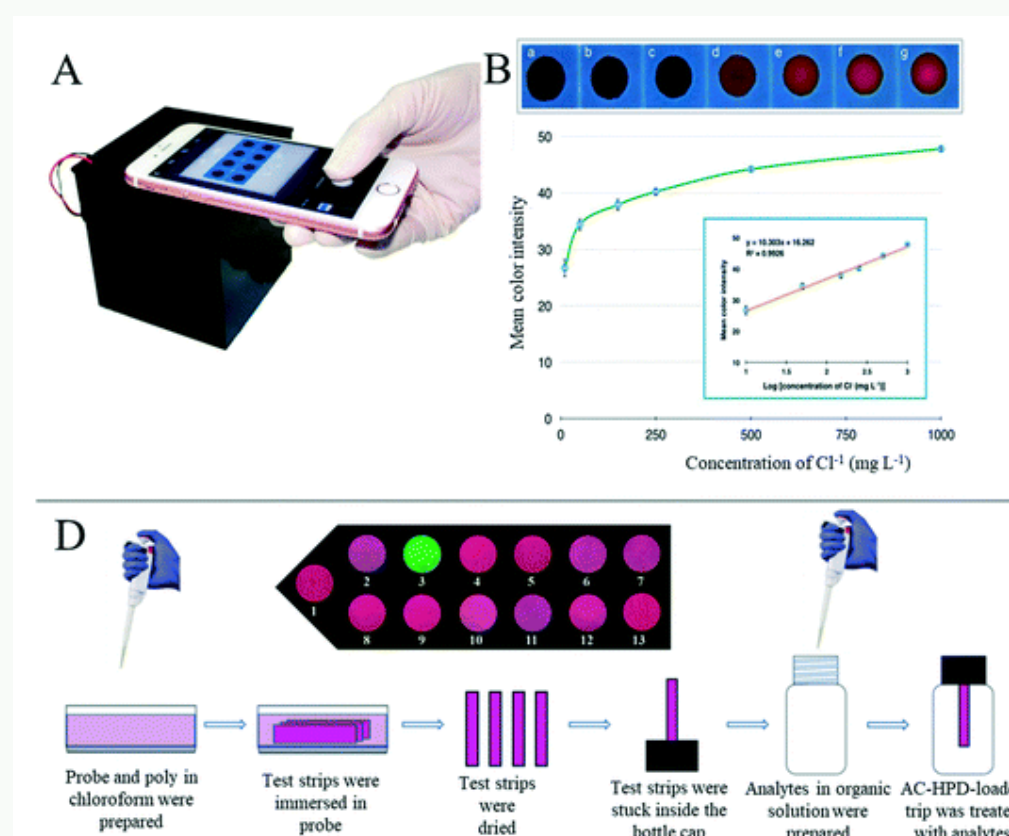 A
B
a b c d e f g
50
40
30
20
10
0
Mean color intensity
0 250 500 750 1000
Concentration of Cl-1 (mg L-1)
y = 10.303x + 16.262
R² = 0.9926
50
40
30
20
10
Mean color intensity
1 1.5 2 2.5 3
Log [concentration of Cl (mg L-1)]
D
1
2 3 4 5 6 7
8 9 10 11 12 13
Probe and poly in
chloroform were
prepared
Test strips were
immersed in
probe
Test strips
were
dried
Test strips were
stuck inside the
bottle cap
Analytes in organic
solution were
prepared
AC-HPD-load
trip was treate
with analytes